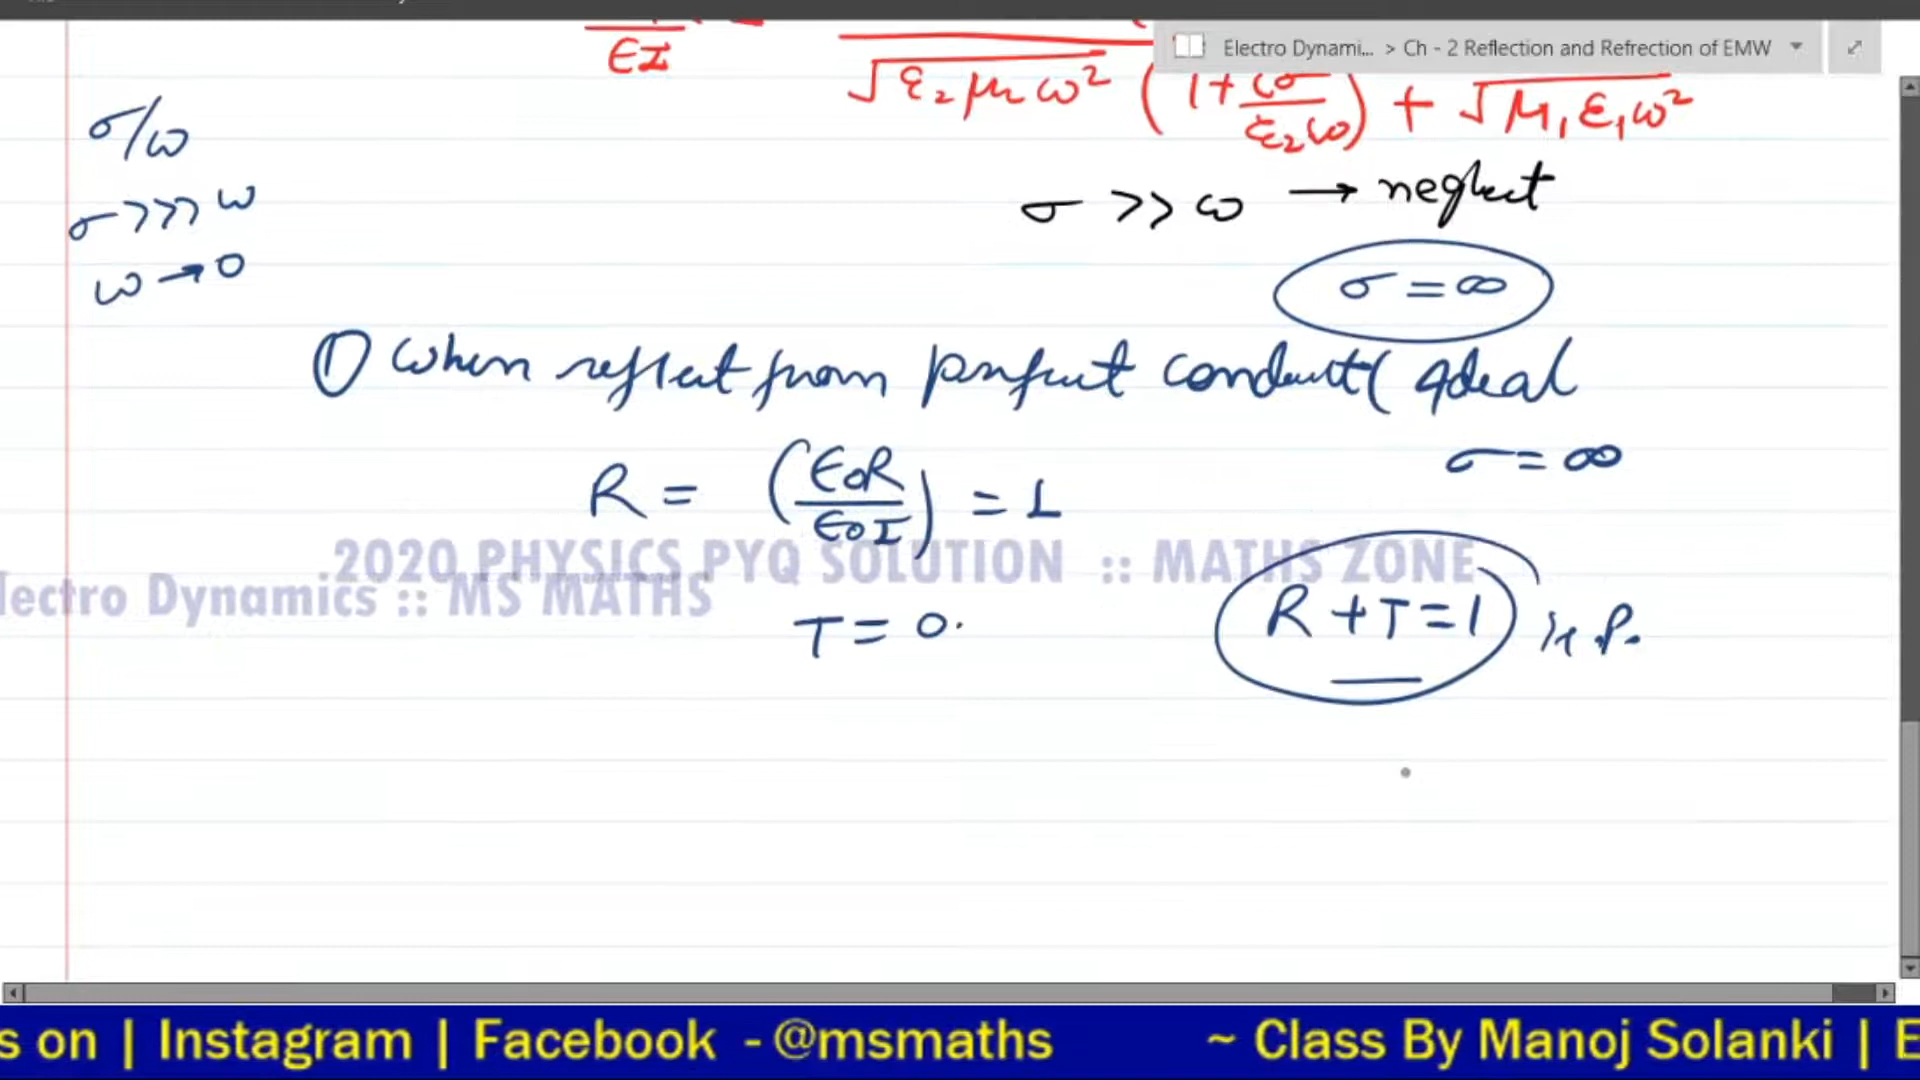 EI
Electro Dynami... > Ch - 2 Reflection and Refrection of EMW
√ε₂μ₂ω² (1+ iσ/ε₂ω) + √μ₁ε₁ω²
σ/ω
σ >>> ω
ω → 0
σ >> ω → neglect
σ = ∞
① When reflect from perfect conduct( Ideal
σ = ∞
R = (E₀R/E₀I) = 1
2020 PHYSICS PYQ SOLUTION :: MATHS ZONE
lectro Dynamics :: MS MATHS
T = 0.
R + T = 1
s on | Instagram | Facebook - @msmaths ~ Class By Manoj Solanki | E